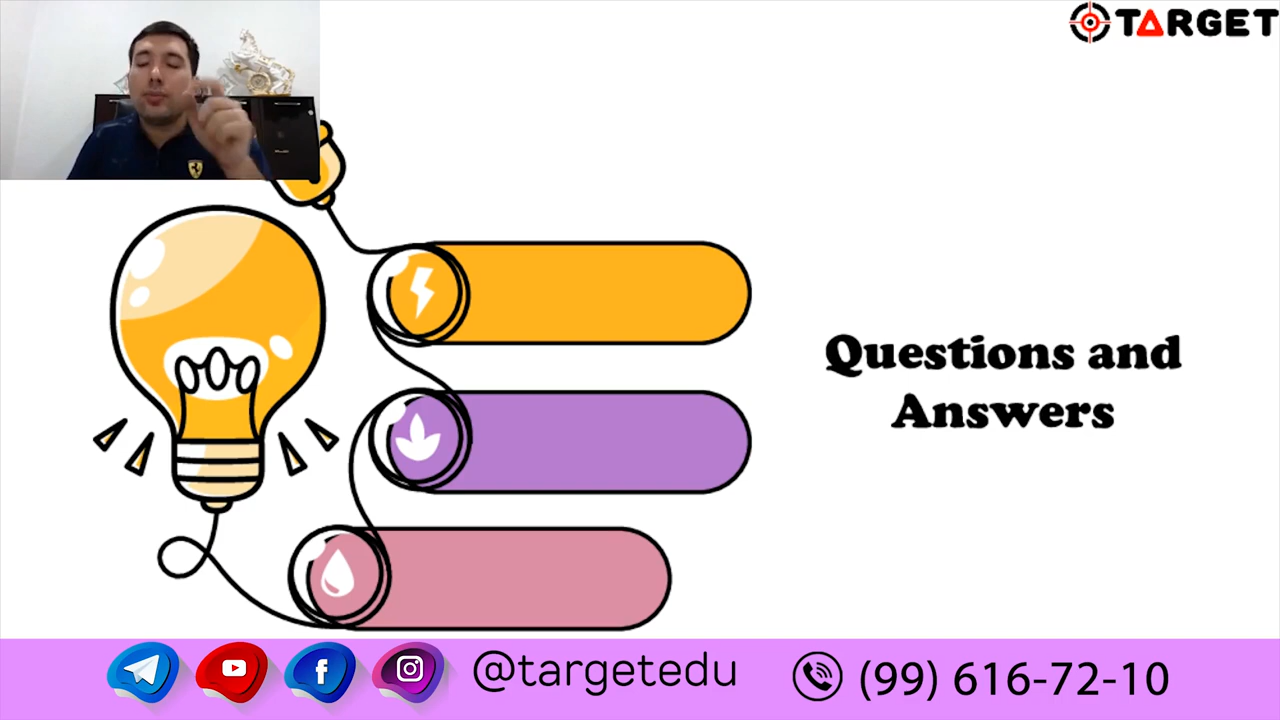 TARGET
Questions and
Answers
@targetedu
(99) 616-72-10